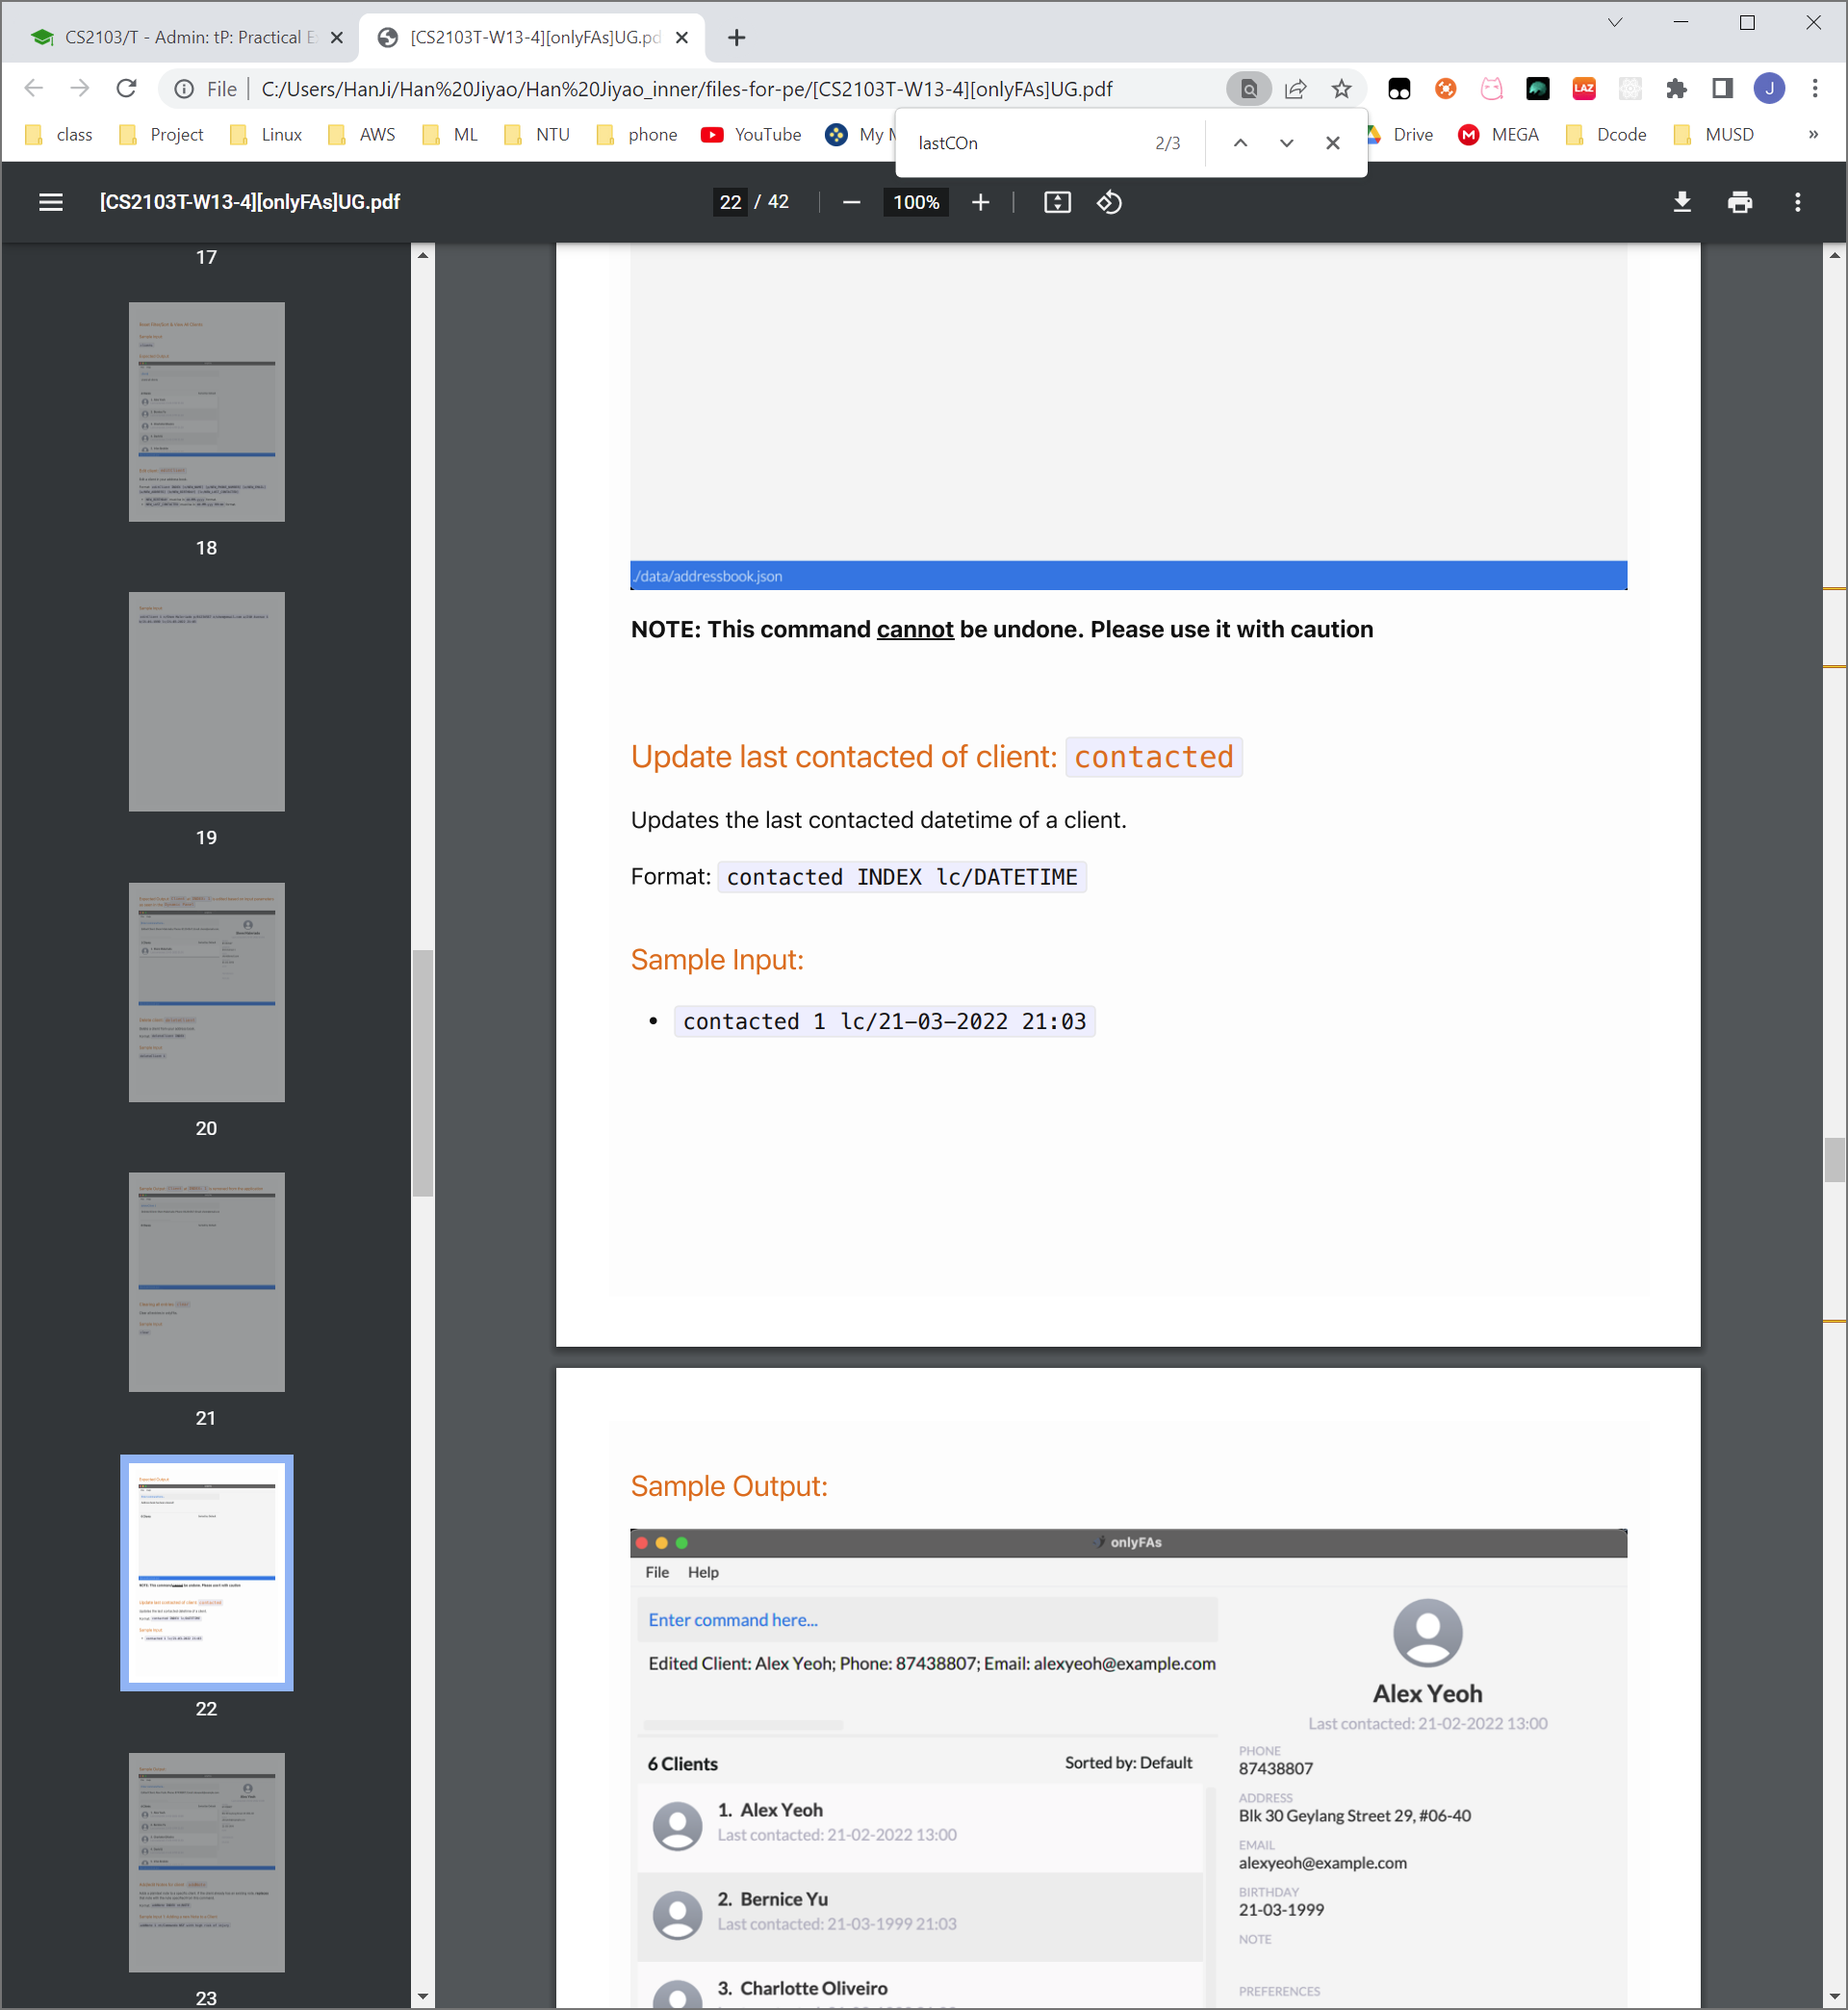 CS2103/T - Admin: tP: Practical E
[CS2103T-W13-4][onlyFAs]UG.pd
File
C:/Users/HanJi/Han%20Jiyao/Han%20Jiyao_inner/files-for-pe/[CS2103T-W13-4][onlyFAs]UG.pdf
LAZ
J
class
Project
Linux
AWS
ML
NTU
phone
YouTube
My
Drive
MEGA
Dcode
MUSD
»
lastCOn
2/3
[CS2103T-W13-4][onlyFAs]UG.pdf
22 / 42
100%
17
18
19
20
21
22
23
./data/addressbook.json
NOTE: This command cannot be undone. Please use it with caution
Update last contacted of client: contacted
Updates the last contacted datetime of a client.
Format: contacted INDEX lc/DATETIME
Sample Input:
• contacted 1 lc/21-03-2022 21:03
Sample Output:
onlyFAs
File Help
Enter command here...
Edited Client: Alex Yeoh; Phone: 87438807; Email: alexyeoh@example.com
6 Clients
Sorted by: Default
1. Alex Yeoh
Last contacted: 21-02-2022 13:00
2. Bernice Yu
Last contacted: 21-03-1999 21:03
3. Charlotte Oliveiro
Alex Yeoh
Last contacted: 21-02-2022 13:00
PHONE
87438807
ADDRESS
Blk 30 Geylang Street 29, #06-40
EMAIL
alexyeoh@example.com
BIRTHDAY
21-03-1999
NOTE
PREFERENCES